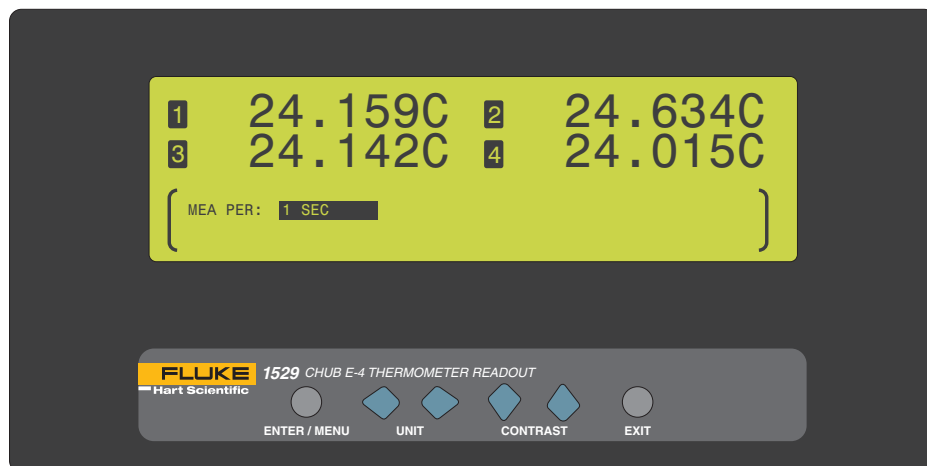 1 24.159C 2 24.634C
3 24.142C 4 24.015C
MEA PER: 1 SEC
FLUKE 1529 CHUB E-4 THERMOMETER READOUT
Hart Scientific
ENTER / MENU UNIT CONTRAST EXIT